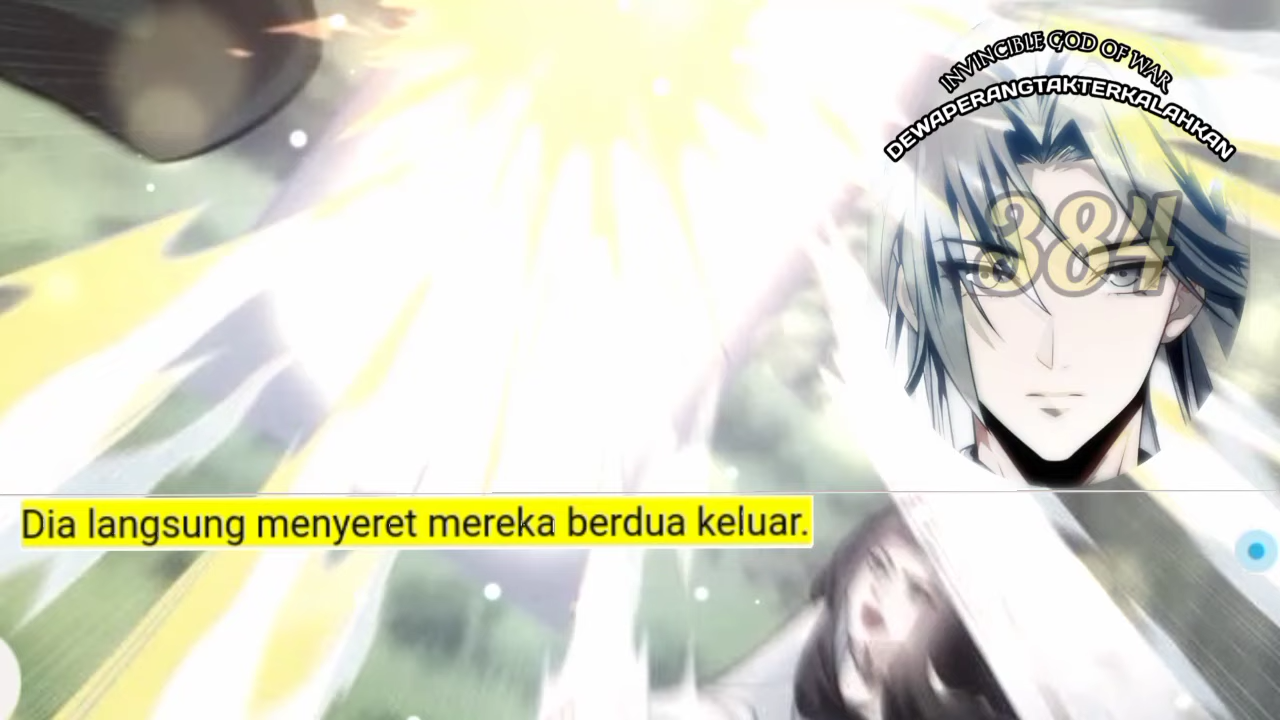 INVINCIBLE GOD OF WAR
DEWAPERANGTAKTERKALAHKAN
384
Dia langsung menyeret mereka berdua keluar.